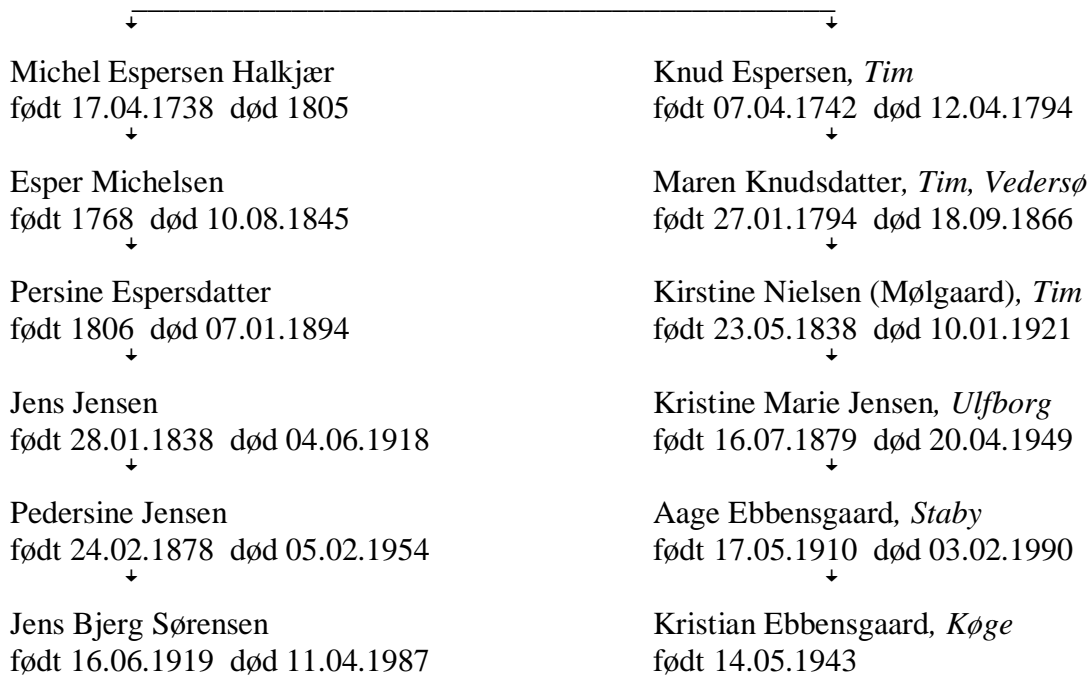 Michel Espersen Halkjær
født 17.04.1738  død 1805
Esper Michelsen
født 1768  død 10.08.1845
Persine Espersdatter
født 1806  død 07.01.1894
Jens Jensen
født 28.01.1838  død 04.06.1918
Pedersine Jensen
født 24.02.1878  død 05.02.1954
Jens Bjerg Sørensen
født 16.06.1919  død 11.04.1987
Knud Espersen, Tim
født 07.04.1742  død 12.04.1794
Maren Knudsdatter, Tim, Vedersø
født 27.01.1794  død 18.09.1866
Kirstine Nielsen (Mølgaard), Tim
født 23.05.1838  død 10.01.1921
Kristine Marie Jensen, Ulfborg
født 16.07.1879  død 20.04.1949
Aage Ebbensgaard, Staby
født 17.05.1910  død 03.02.1990
Kristian Ebbensgaard, Køge
født 14.05.1943